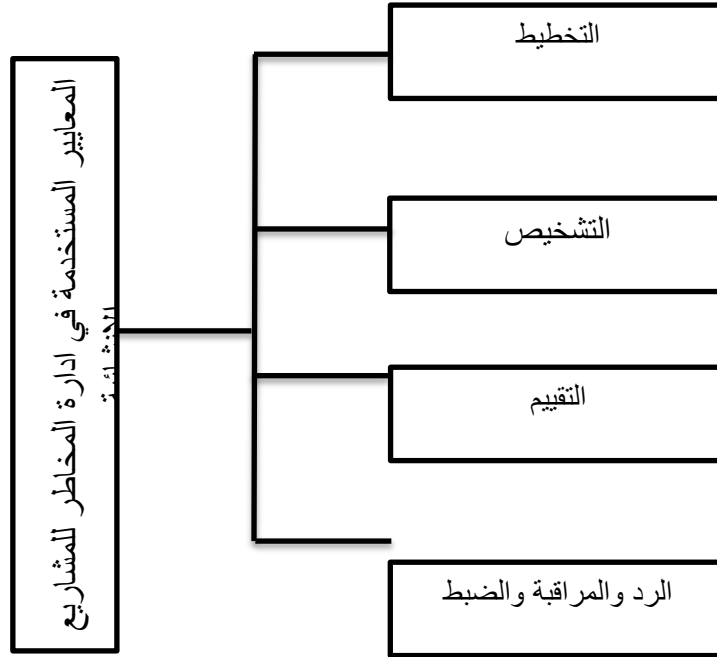 المعايير المستخدمة في ادارة المخاطر للمشاريع
التخطيط
التشخيص
التقييم
الرد والمراقبة والضبط